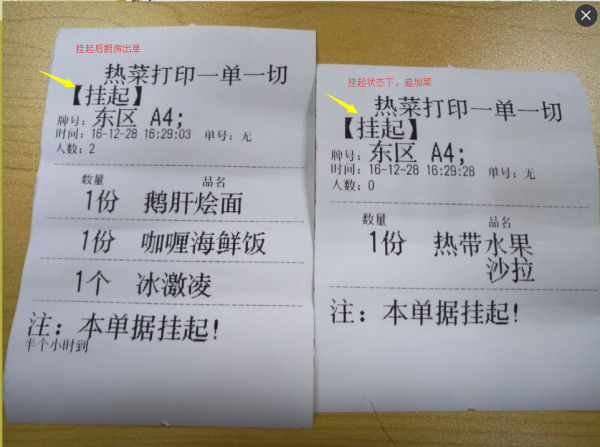 挂起后厨房出单
热菜打印一单一切
【挂起】
牌号：东区 A4;
时间：16-12-28 16:29:03 单号：无
人数：2
数量 品名
1份 鹅肝烩面
1份 咖喱海鲜饭
1个 冰激凌
注：本单据挂起！
半个小时到
挂起状态下，追加菜
热菜打印一单一切
【挂起】
牌号：东区 A4;
时间：16-12-28 16:29:28 单号：无
人数：0
数量 品名
1份 热带水果
沙拉
注：本单据挂起！